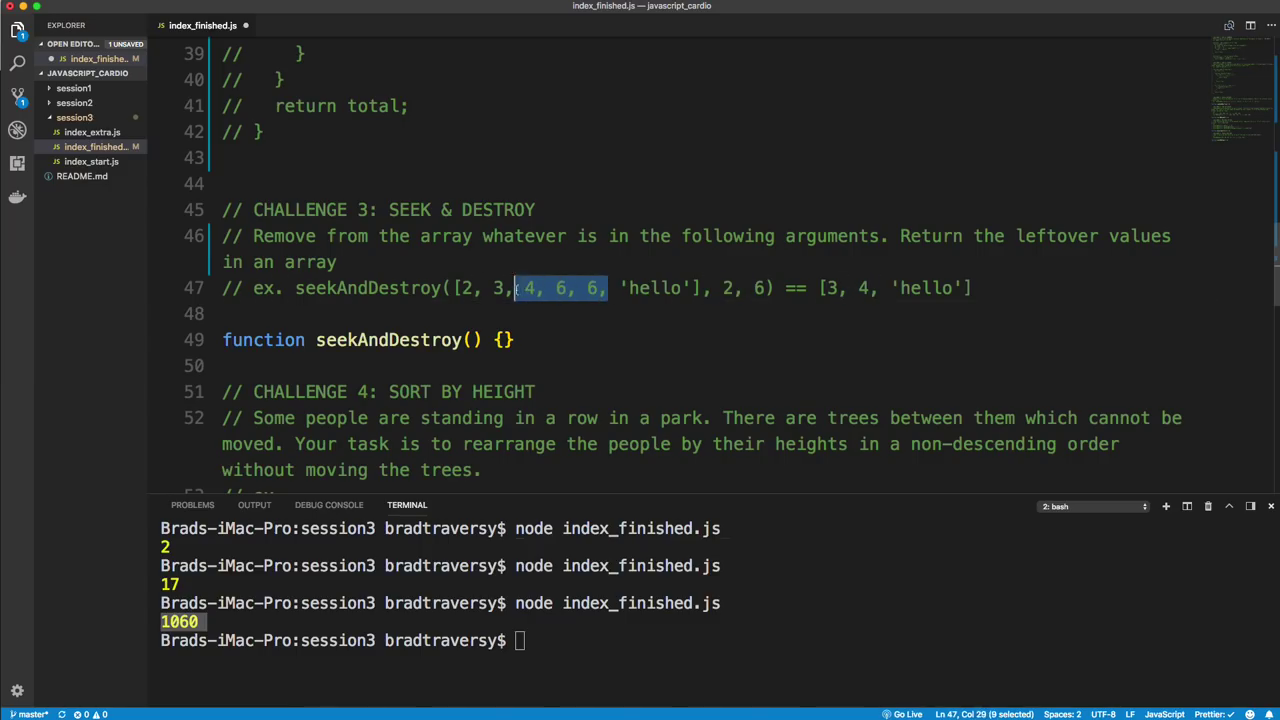 index_finished.js — javascript_cardio
EXPLORER
index_finished.js
OPEN EDITO... 1 UNSAVED
index_finishe.. M
JAVASCRIPT_CARDIO
session1
session2
session3
JS index_extra.js
JS index_finished... M
JS index_start.js
README.md
39 // }
40 // }
41 // return total;
42 // }
43
44
45 // CHALLENGE 3: SEEK & DESTROY
46 // Remove from the array whatever is in the following arguments. Return the leftover values
in an array
47 // ex. seekAndDestroy([2, 3, 4, 6, 6, 'hello'], 2, 6) == [3, 4, 'hello']
48
49 function seekAndDestroy() {}
50
51 // CHALLENGE 4: SORT BY HEIGHT
52 // Some people are standing in a row in a park. There are trees between them which cannot be
moved. Your task is to rearrange the people by their heights in a non-descending order
without moving the trees.
PROBLEMS OUTPUT DEBUG CONSOLE TERMINAL 2: bash
Brads-iMac-Pro:session3 bradtraversy$ node index_finished.js
2
Brads-iMac-Pro:session3 bradtraversy$ node index_finished.js
17
Brads-iMac-Pro:session3 bradtraversy$ node index_finished.js
1060
Brads-iMac-Pro:session3 bradtraversy$
master* 0 0 Go Live Ln 47, Col 29 (9 selected) Spaces: 2 UTF-8 LF JavaScript Prettier: ✓